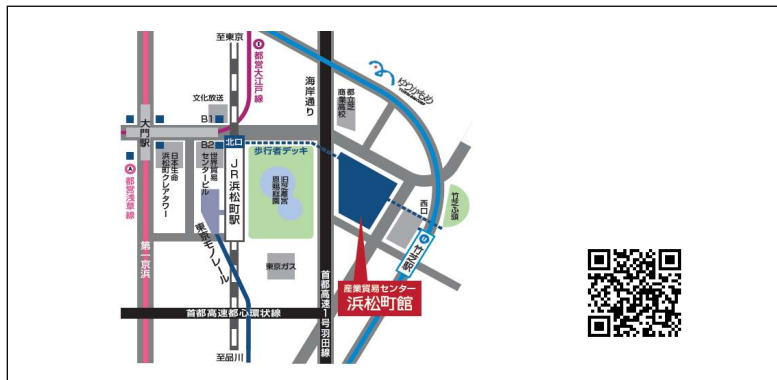 至東京
都営大江戸線
ゆりかもめ
文化放送
海岸通り
都立芝
商業高校
B1
大門駅
B2
北口
歩行者デッキ
日本生命
浜松町クレアタワー
世界貿易
センタービル
JR浜松町駅
旧芝離宮
恩賜庭園
A
都営浅草線
西口
竹芝ふ頭
竹芝駅
第一京浜
東京モノレール
東京ガス
産業貿易センター
浜松町館
首都高速都心環状線
首都高速1号羽田線
至品川